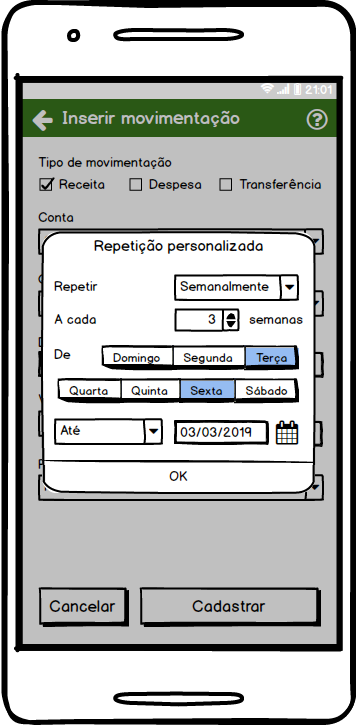 21:01
Inserir movimentação
Tipo de movimentação
Receita Despesa Transferência
Conta
Repetição personalizada
Repetir Semanalmente
A cada 3 semanas
De Domingo Segunda Terça
Quarta Quinta Sexta Sábado
Até 03/03/2019
OK
Cancelar Cadastrar